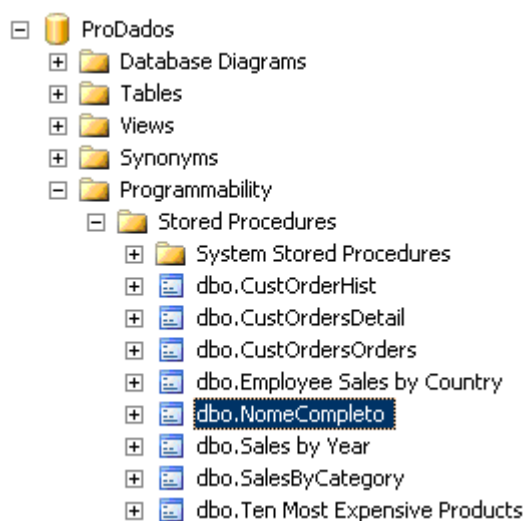 ProDados
Database Diagrams
Tables
Views
Synonyms
Programmability
Stored Procedures
System Stored Procedures
dbo.CustOrderHist
dbo.CustOrdersDetail
dbo.CustOrdersOrders
dbo.Employee Sales by Country
dbo.NomeCompleto
dbo.Sales by Year
dbo.SalesByCategory
dbo.Ten Most Expensive Products